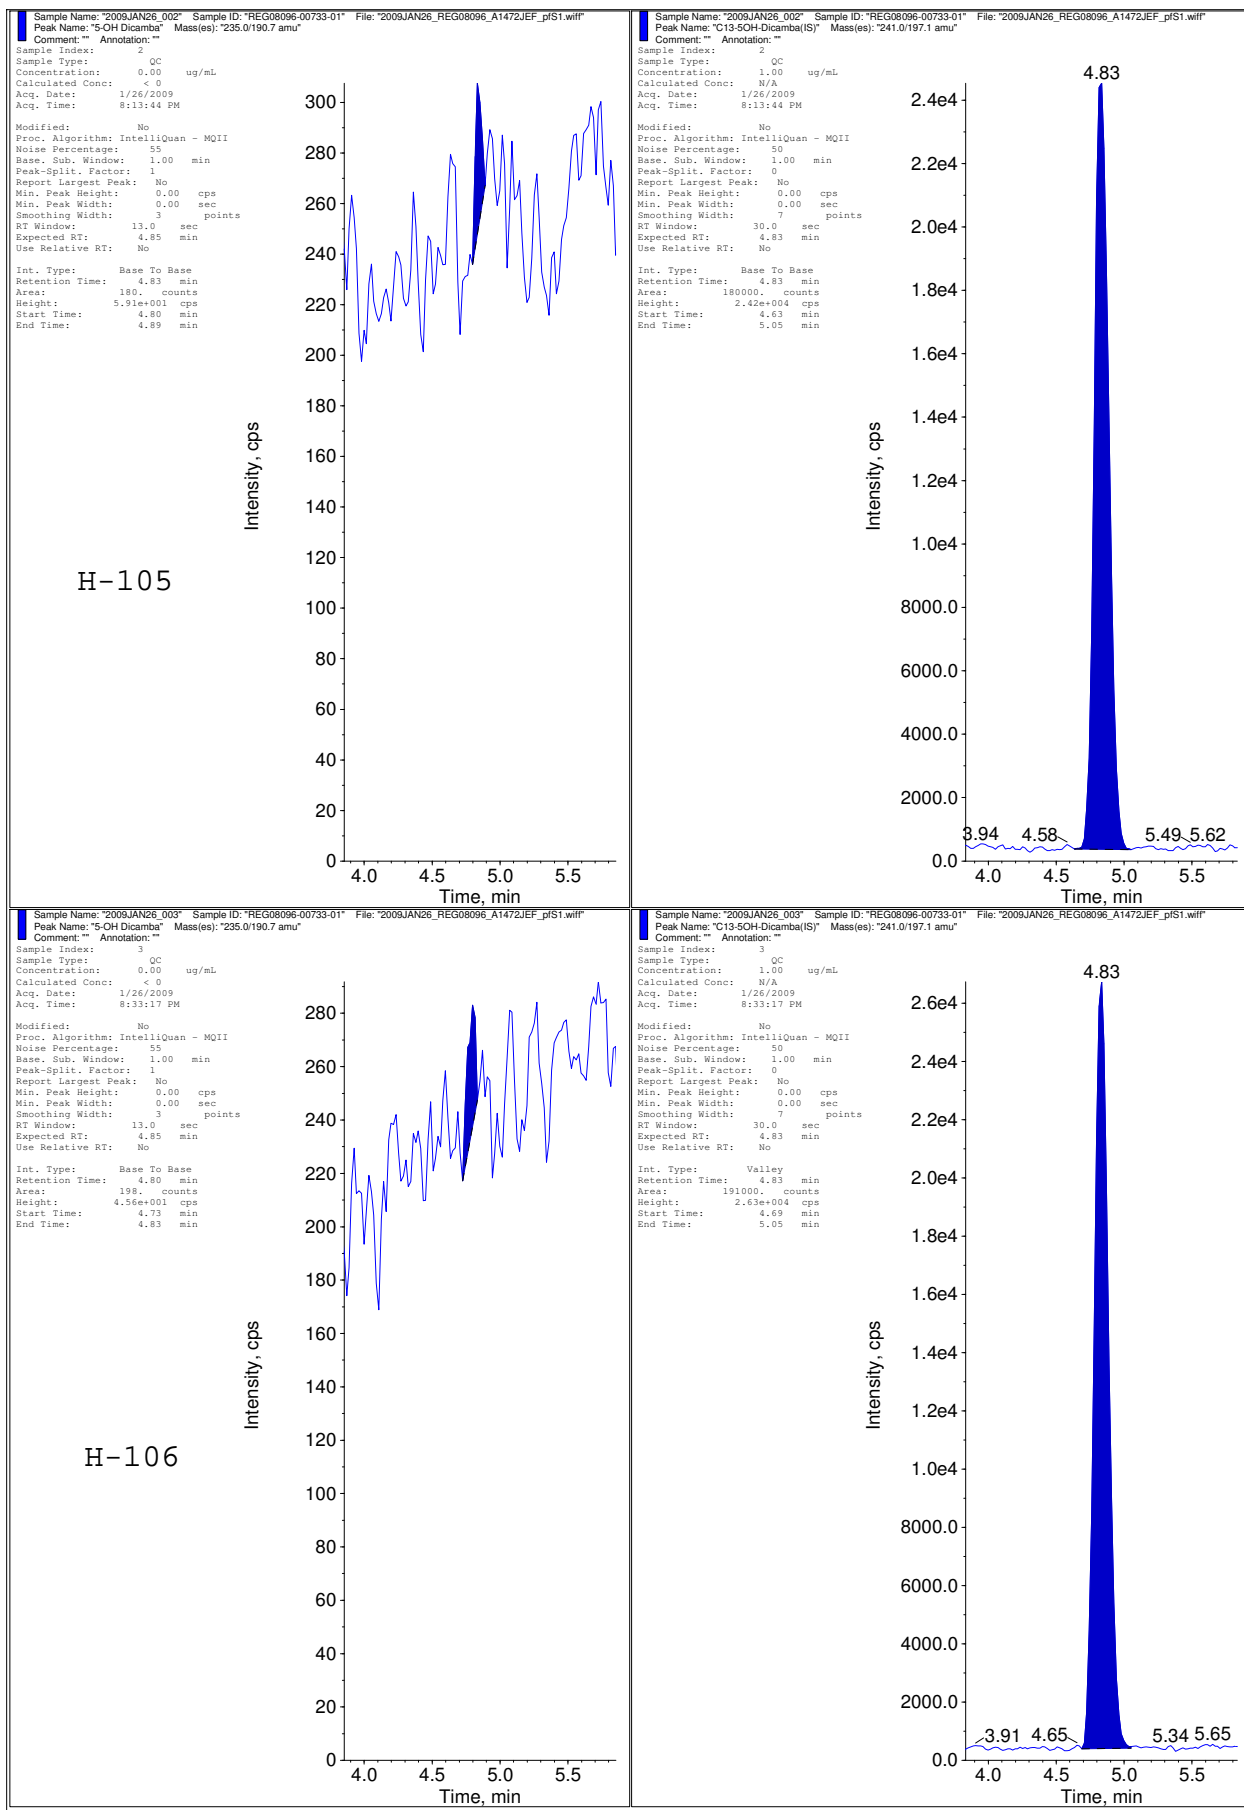 Sample Name: "2009JAN26_002"    Sample ID: "REG08096-00733-01"    File: "2009JAN26_REG08096_A1472JEF_pfS1.wiff"
Peak Name: "5-OH Dicamba"    Mass(es): "235.0/190.7 amu"
Comment: ""    Annotation: ""
Sample Index: 2
Sample Type: QC
Concentration: 0.00 ug/mL
Calculated Conc: < 0
Acq. Date: 1/26/2009
Acq. Time: 8:13:44 PM
Modified: No
Proc. Algorithm: IntelliQuan - MQII
Noise Percentage: 55
Base. Sub. Window: 1.00 min
Peak-Split. Factor: 1
Report Largest Peak: No
Min. Peak Height: 0.00 cps
Min. Peak Width: 0.00 sec
Smoothing Width: 3 points
RT Window: 13.0 sec
Expected RT: 4.85 min
Use Relative RT: No
Int. Type: Base To Base
Retention Time: 4.83 min
Area: 180. counts
Height: 5.91e+001 cps
Start Time: 4.80 min
End Time: 4.89 min
H-105
Intensity, cps
300
280
260
240
220
200
180
160
140
120
100
80
60
40
20
0
4.0 4.5 5.0 5.5
Time, min
Sample Name: "2009JAN26_002"    Sample ID: "REG08096-00733-01"    File: "2009JAN26_REG08096_A1472JEF_pfS1.wiff"
Peak Name: "C13-5OH-Dicamba(IS)"    Mass(es): "241.0/197.1 amu"
Comment: ""    Annotation: ""
Sample Index: 2
Sample Type: QC
Concentration: 1.00 ug/mL
Calculated Conc: N/A
Acq. Date: 1/26/2009
Acq. Time: 8:13:44 PM
Modified: No
Proc. Algorithm: IntelliQuan - MQII
Noise Percentage: 50
Base. Sub. Window: 1.00 min
Peak-Split. Factor: 0
Report Largest Peak: No
Min. Peak Height: 0.00 cps
Min. Peak Width: 0.00 sec
Smoothing Width: 7 points
RT Window: 30.0 sec
Expected RT: 4.83 min
Use Relative RT: No
Int. Type: Base To Base
Retention Time: 4.83 min
Area: 180000. counts
Height: 2.42e+004 cps
Start Time: 4.63 min
End Time: 5.05 min
Intensity, cps
4.83
2.4e4
2.2e4
2.0e4
1.8e4
1.6e4
1.4e4
1.2e4
1.0e4
8000.0
6000.0
4000.0
2000.0
3.94 4.58 5.49 5.62
0.0
4.0 4.5 5.0 5.5
Time, min
Sample Name: "2009JAN26_003"    Sample ID: "REG08096-00733-01"    File: "2009JAN26_REG08096_A1472JEF_pfS1.wiff"
Peak Name: "5-OH Dicamba"    Mass(es): "235.0/190.7 amu"
Comment: ""    Annotation: ""
Sample Index: 3
Sample Type: QC
Concentration: 0.00 ug/mL
Calculated Conc: < 0
Acq. Date: 1/26/2009
Acq. Time: 8:33:17 PM
Modified: No
Proc. Algorithm: IntelliQuan - MQII
Noise Percentage: 55
Base. Sub. Window: 1.00 min
Peak-Split. Factor: 1
Report Largest Peak: No
Min. Peak Height: 0.00 cps
Min. Peak Width: 0.00 sec
Smoothing Width: 3 points
RT Window: 13.0 sec
Expected RT: 4.85 min
Use Relative RT: No
Int. Type: Base To Base
Retention Time: 4.80 min
Area: 198. counts
Height: 4.56e+001 cps
Start Time: 4.73 min
End Time: 4.83 min
H-106
Intensity, cps
280
260
240
220
200
180
160
140
120
100
80
60
40
20
0
4.0 4.5 5.0 5.5
Time, min
Sample Name: "2009JAN26_003"    Sample ID: "REG08096-00733-01"    File: "2009JAN26_REG08096_A1472JEF_pfS1.wiff"
Peak Name: "C13-5OH-Dicamba(IS)"    Mass(es): "241.0/197.1 amu"
Comment: ""    Annotation: ""
Sample Index: 3
Sample Type: QC
Concentration: 1.00 ug/mL
Calculated Conc: N/A
Acq. Date: 1/26/2009
Acq. Time: 8:33:17 PM
Modified: No
Proc. Algorithm: IntelliQuan - MQII
Noise Percentage: 50
Base. Sub. Window: 1.00 min
Peak-Split. Factor: 0
Report Largest Peak: No
Min. Peak Height: 0.00 cps
Min. Peak Width: 0.00 sec
Smoothing Width: 7 points
RT Window: 30.0 sec
Expected RT: 4.83 min
Use Relative RT: No
Int. Type: Valley
Retention Time: 4.83 min
Area: 191000. counts
Height: 2.63e+004 cps
Start Time: 4.69 min
End Time: 5.05 min
Intensity, cps
4.83
2.6e4
2.4e4
2.2e4
2.0e4
1.8e4
1.6e4
1.4e4
1.2e4
1.0e4
8000.0
6000.0
4000.0
2000.0
3.91 4.65 5.34 5.65
0.0
4.0 4.5 5.0 5.5
Time, min